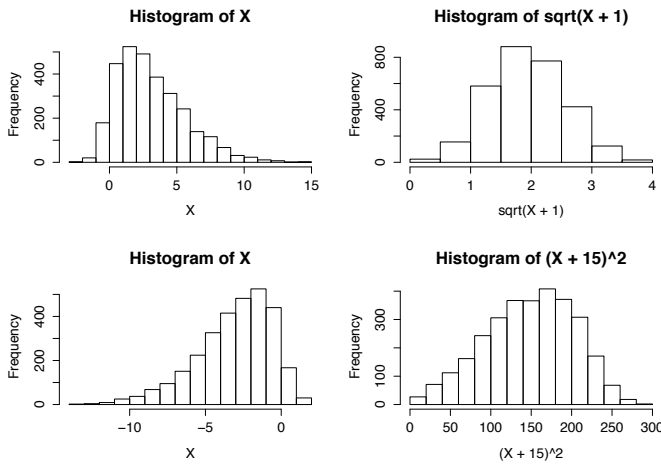 Histogram of X
Frequency
0 200 400
0 5 10 15
X
Histogram of sqrt(X + 1)
Frequency
0 400 800
0 1 2 3 4
sqrt(X + 1)
Histogram of X
Frequency
0 200 400
−10 −5 0
X
Histogram of (X + 15)^2
Frequency
0 100 300
0 50 100 150 200 250 300
(X + 15)^2